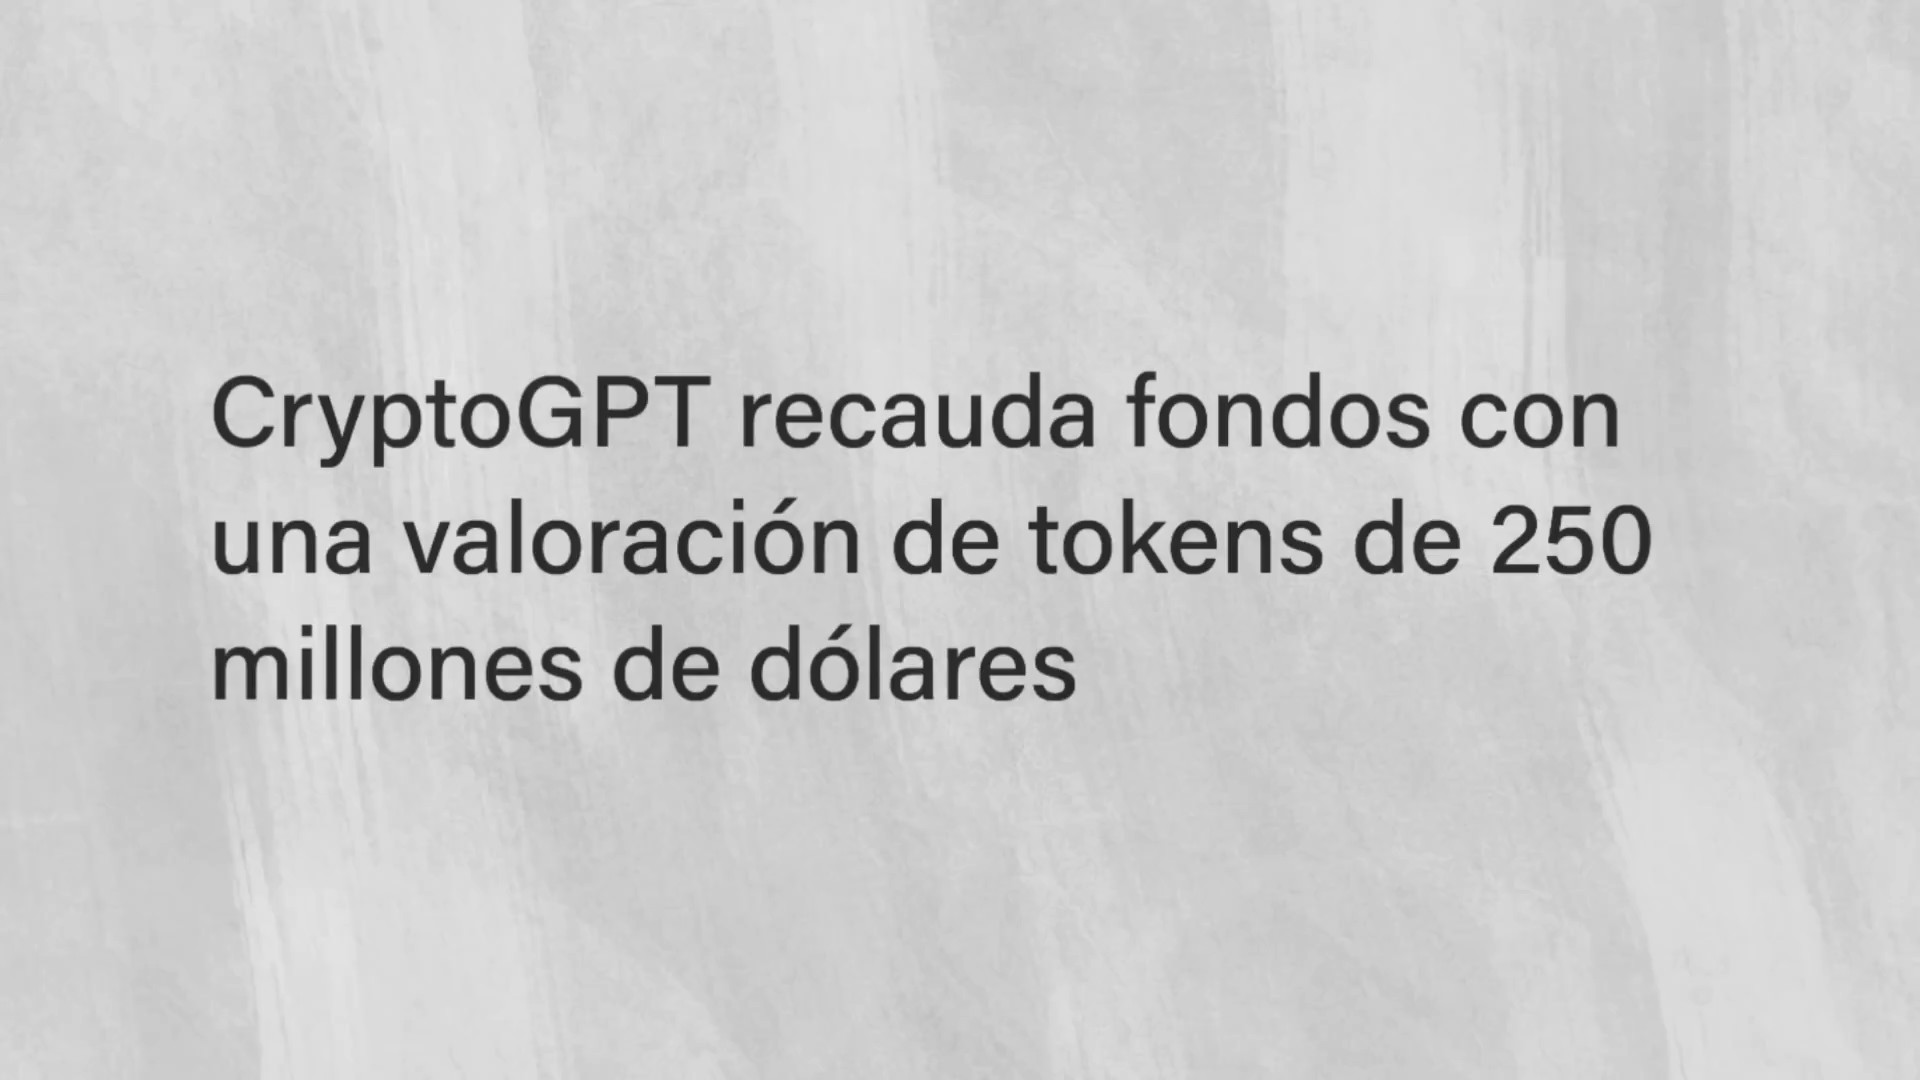 CryptoGPT recauda fondos con
una valoración de tokens de 250
millones de dólares